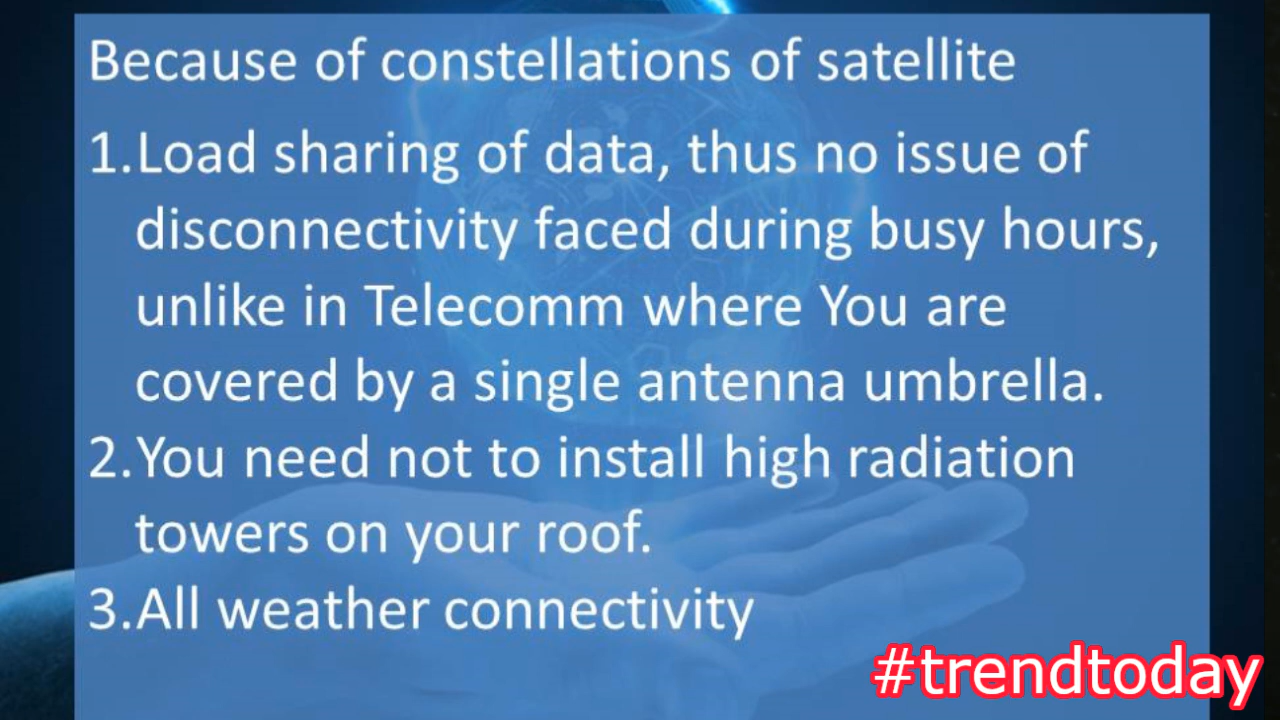 Because of constellations of satellite
1.Load sharing of data, thus no issue of
disconnectivity faced during busy hours,
unlike in Telecomm where You are
covered by a single antenna umbrella.
2.You need not to install high radiation
towers on your roof.
3.All weather connectivity
#trendtoday